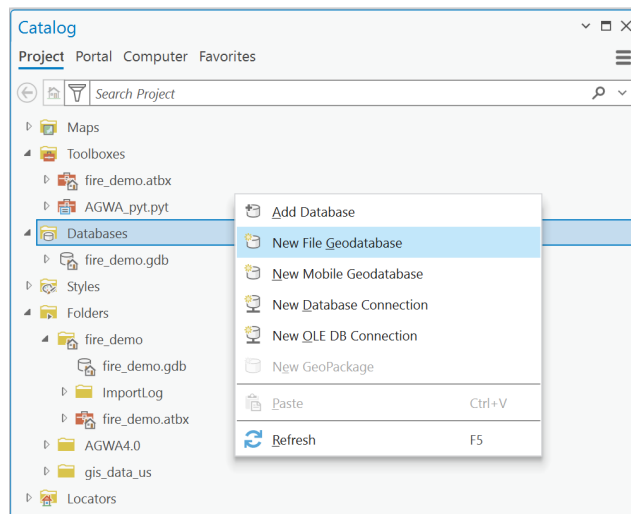 Catalog
Project Portal Computer Favorites
Search Project
Maps
Toolboxes
fire_demo.atbx
AGWA_pyt.pyt
Databases
fire_demo.gdb
Styles
Folders
fire_demo
fire_demo.gdb
ImportLog
fire_demo.atbx
AGWA4.0
gis_data_us
Locators
Add Database
New File Geodatabase
New Mobile Geodatabase
New Database Connection
New OLE DB Connection
New GeoPackage
Paste Ctrl+V
Refresh F5